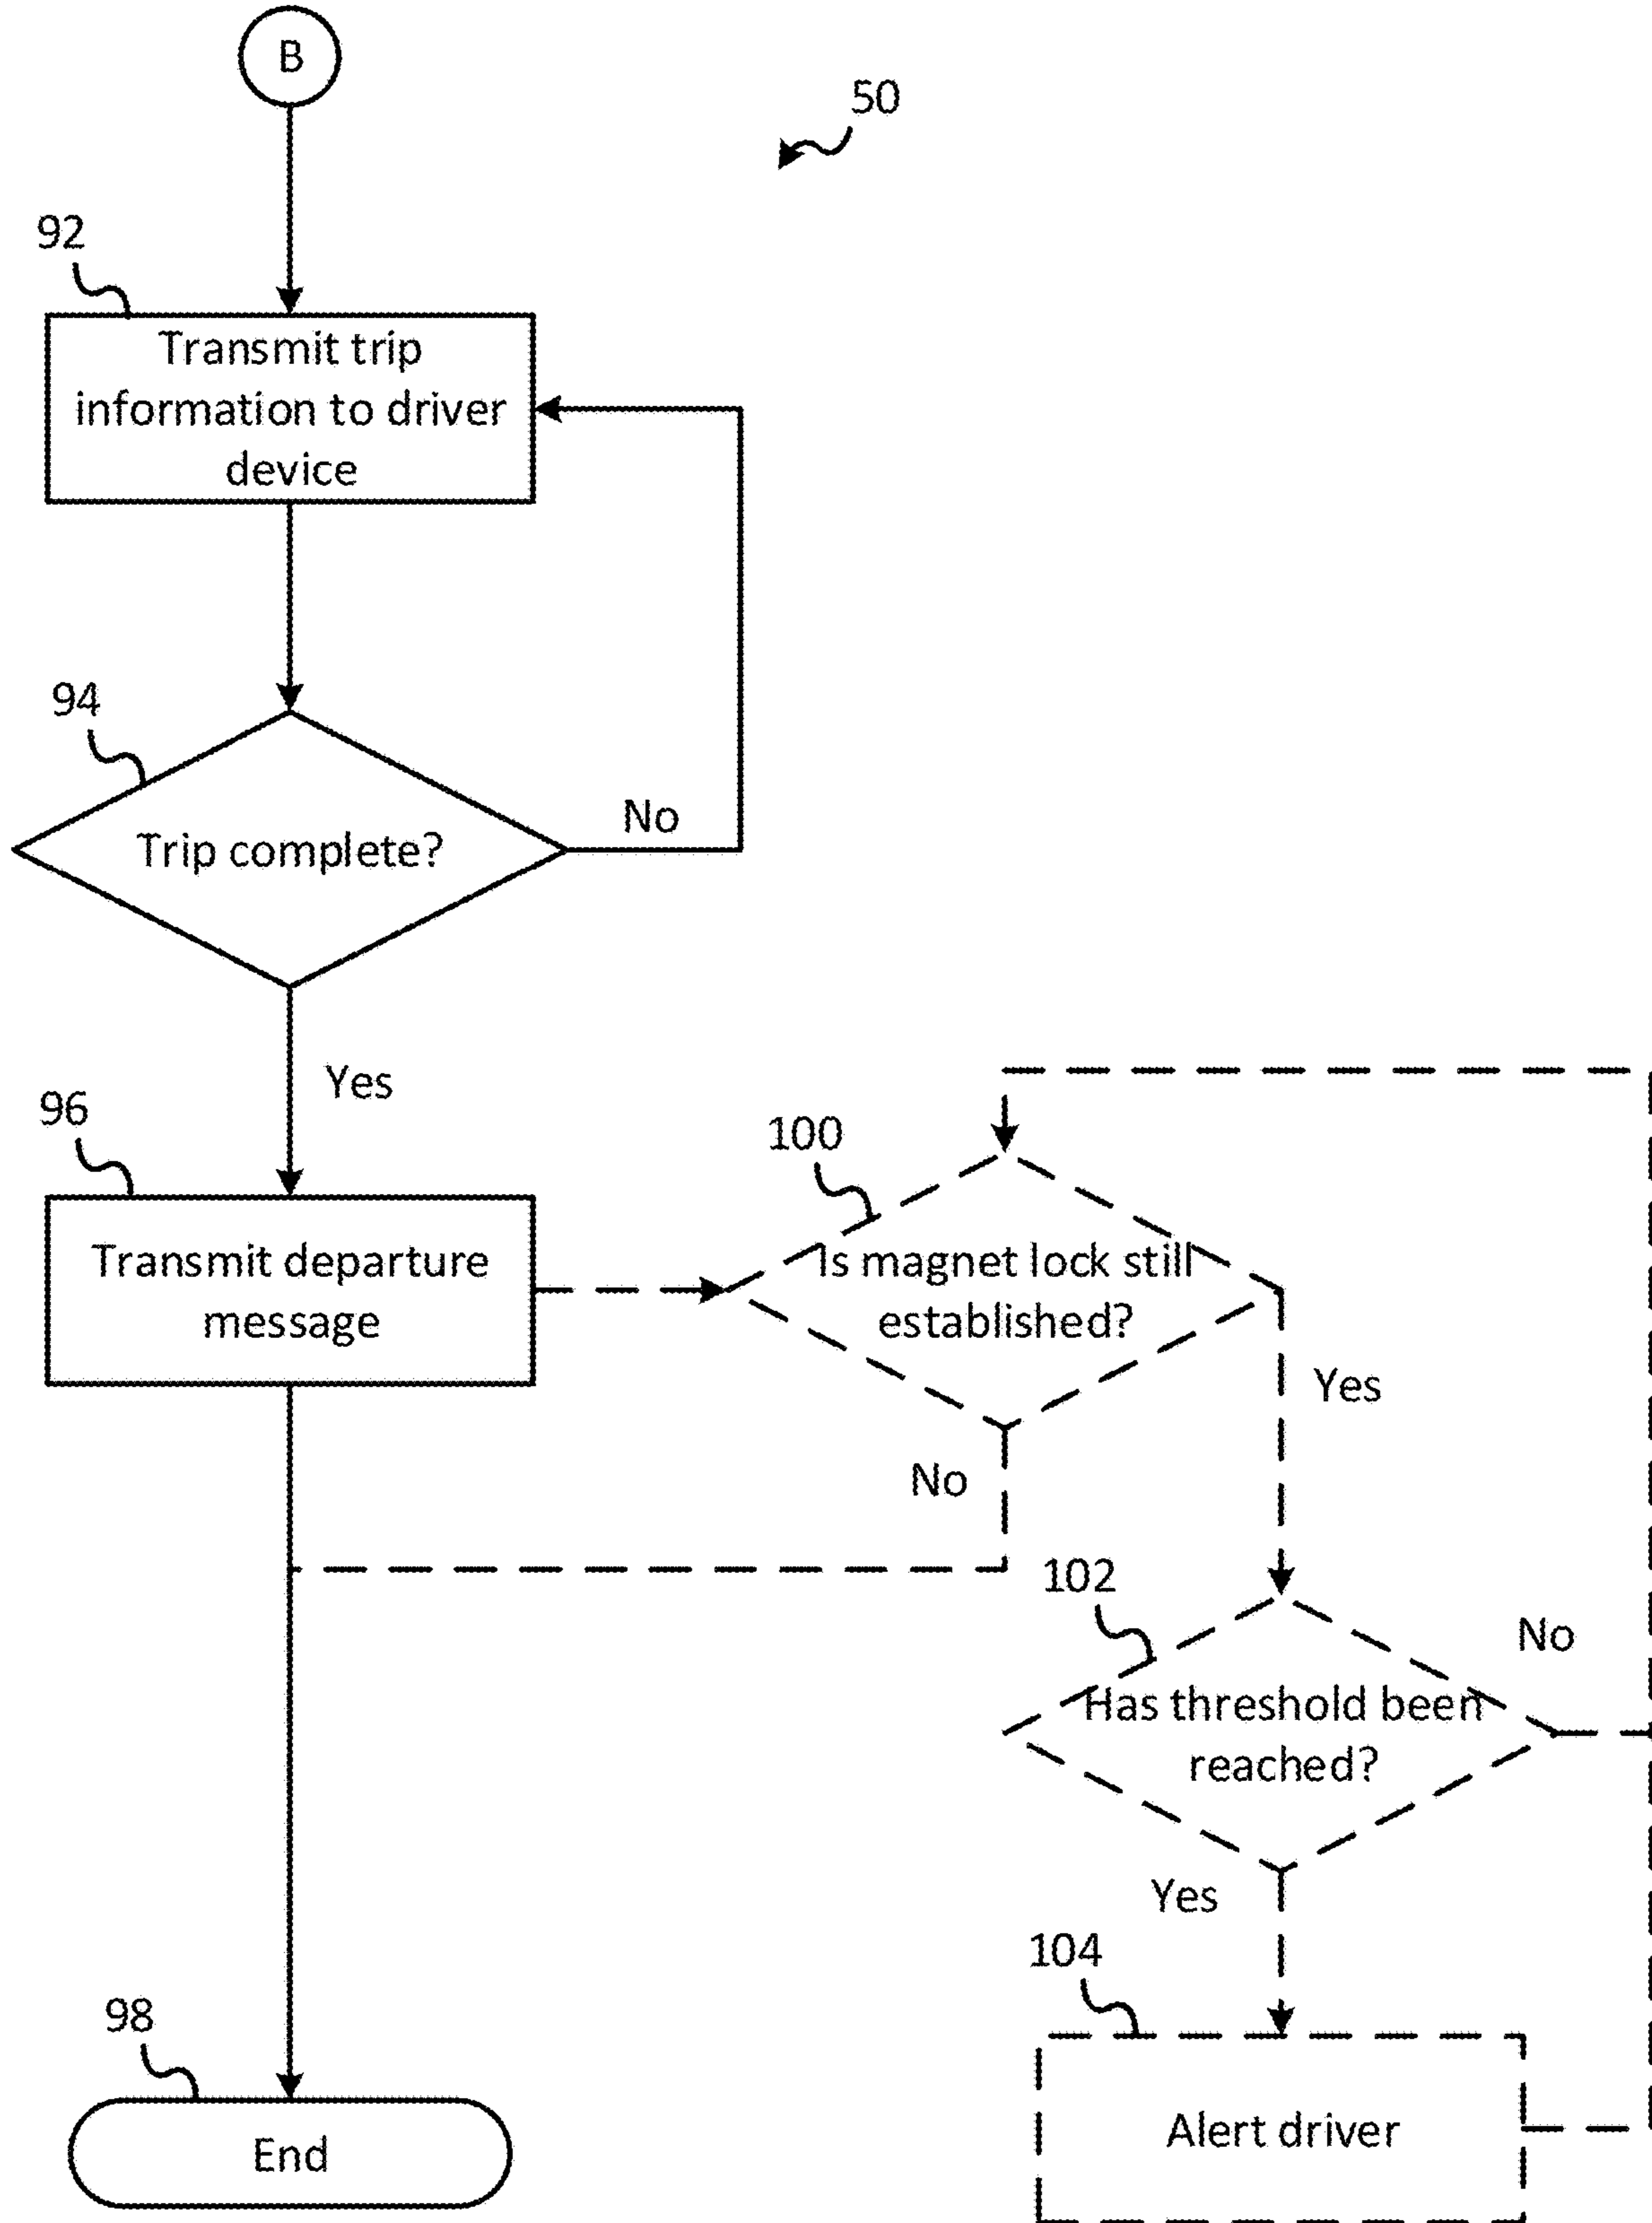 B
50
92
Transmit trip
information to driver
device
94
Trip complete?
No
Yes
96
Transmit departure
message
100
Is magnet lock still
established?
Yes
No
102
Has threshold been
reached?
No
Yes
104
Alert driver
98
End